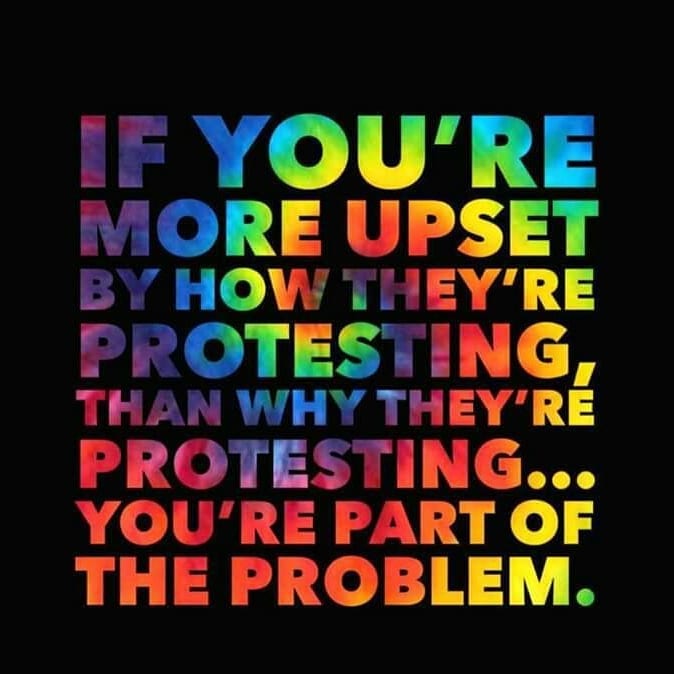 IF YOU'RE
MORE UPSET
BY HOW THEY'RE
PROTESTING,
THAN WHY THEY'RE
PROTESTING...
YOU'RE PART OF
THE PROBLEM.